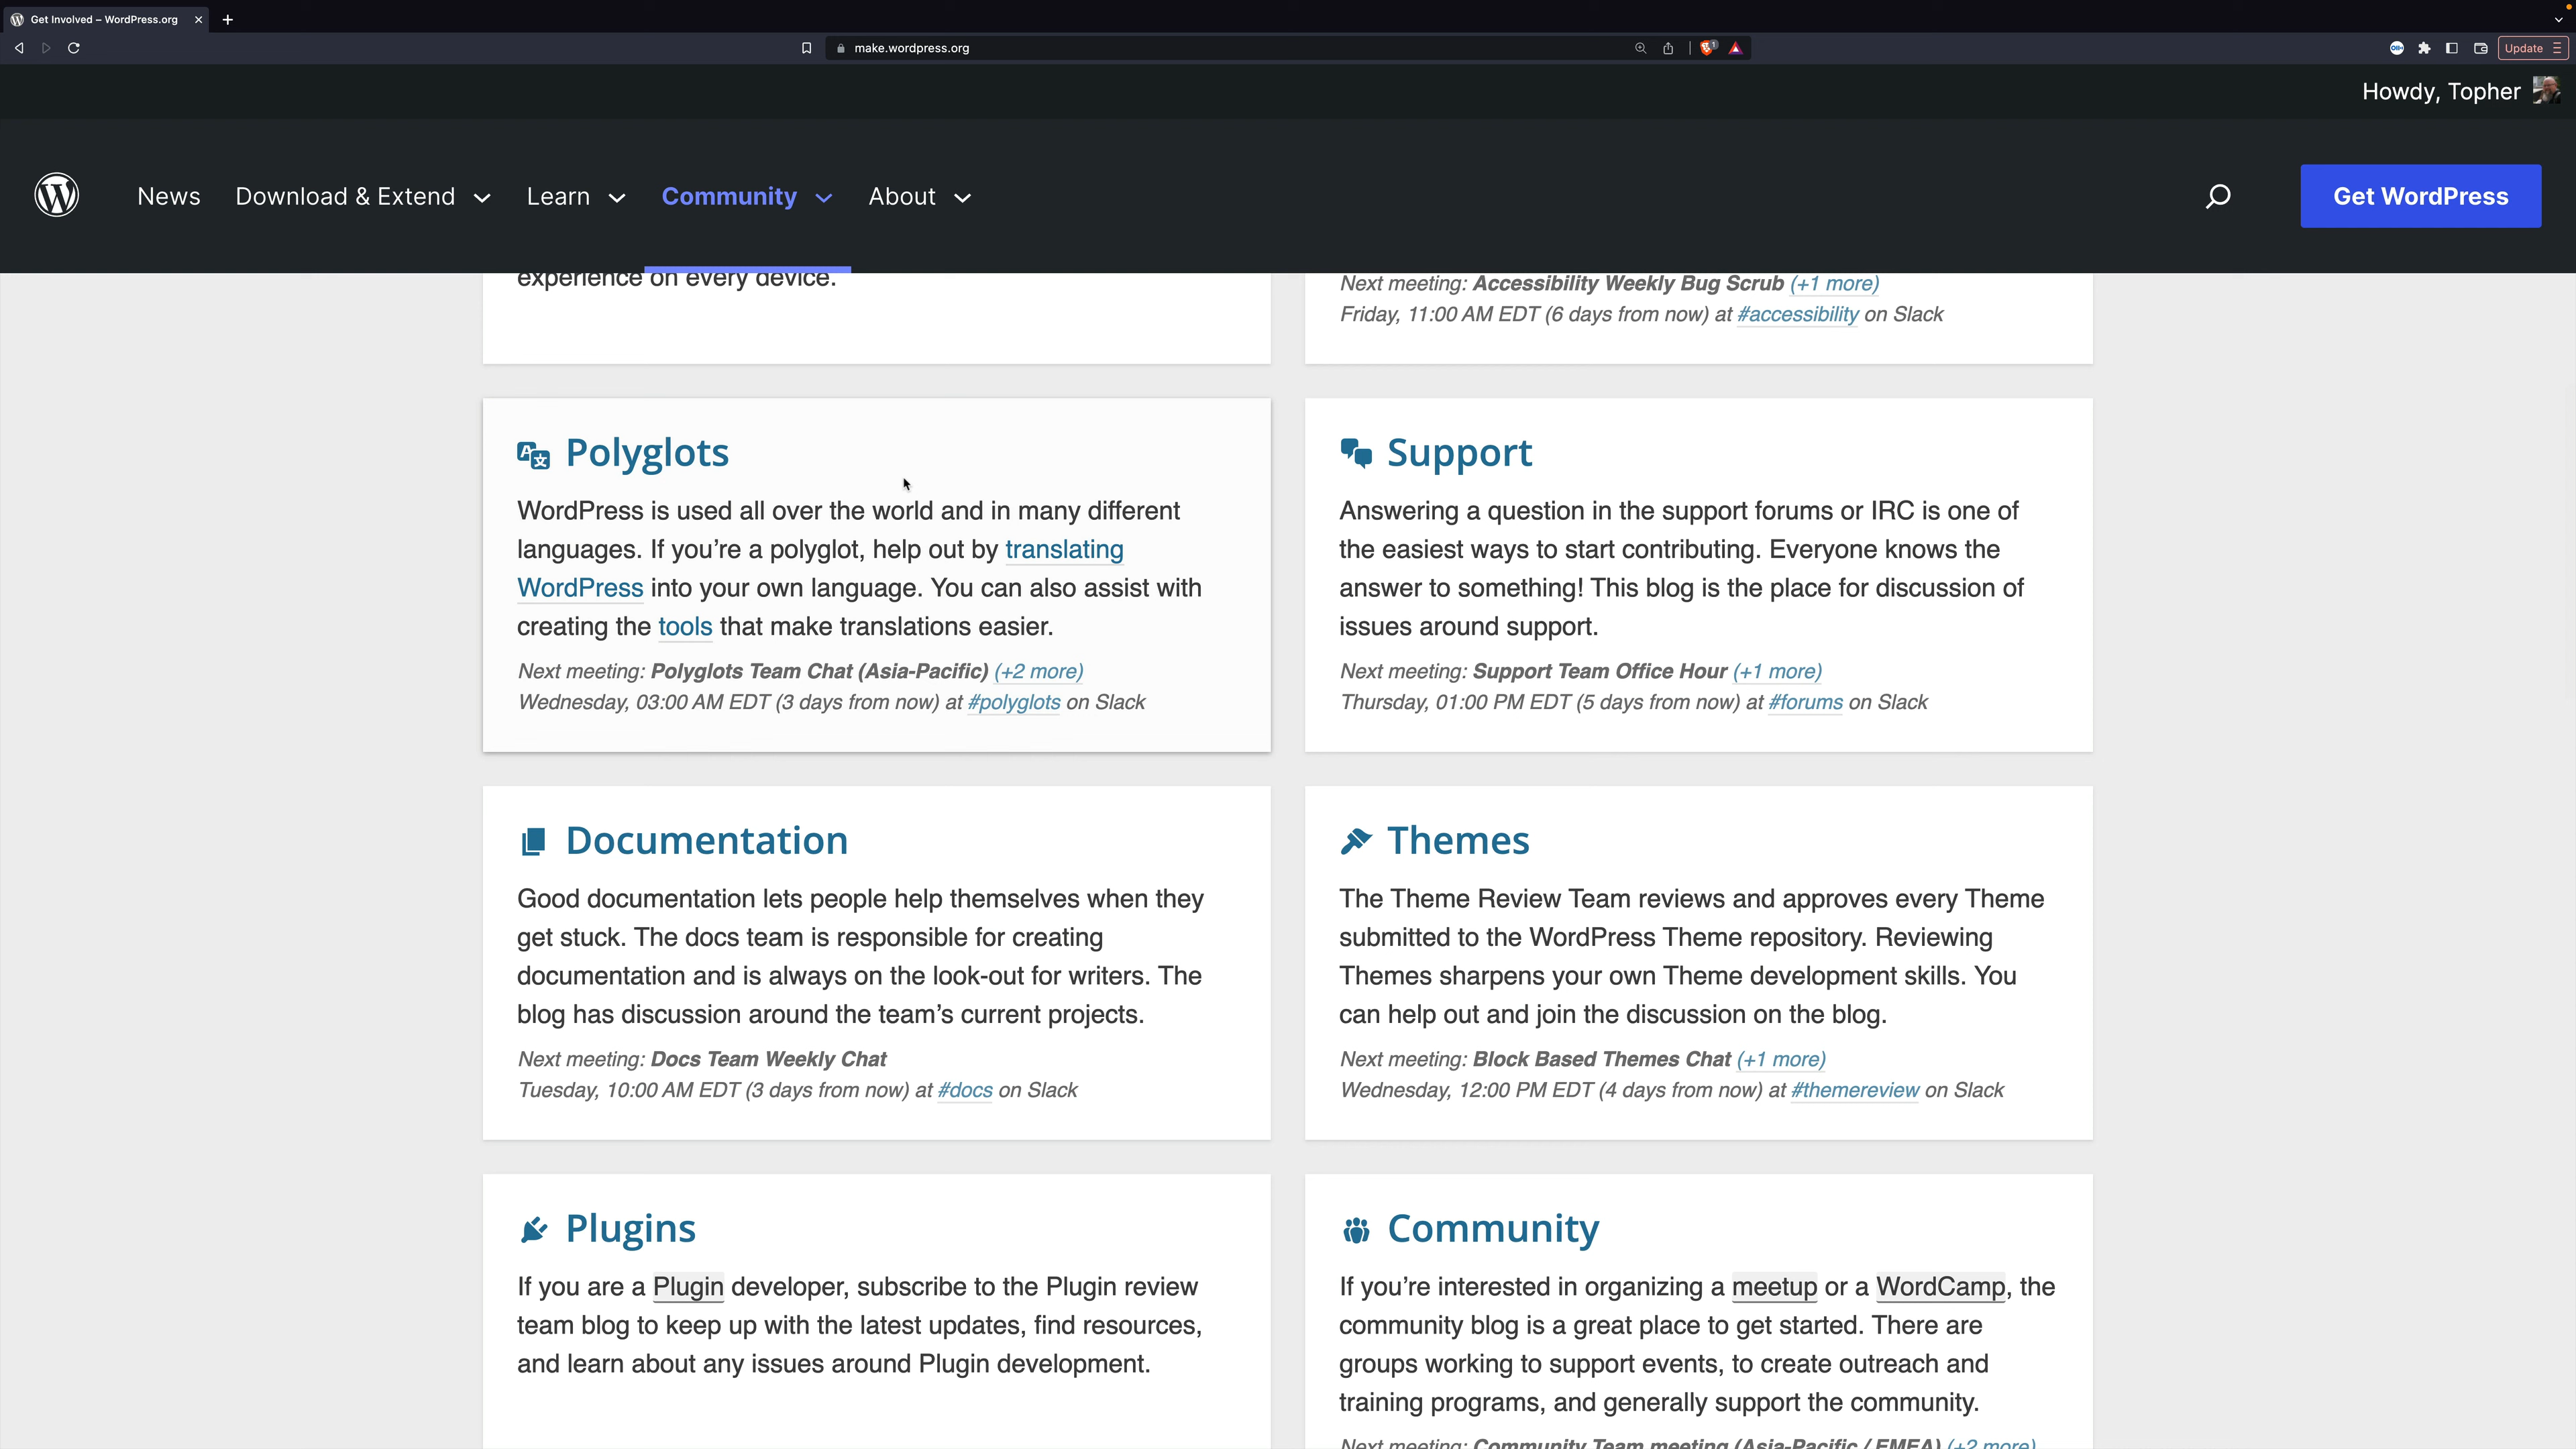 Get Involved – WordPress.org
make.wordpress.org
1
Update
Howdy, Topher
News
Download & Extend
Learn
Community
About
Get WordPress
experience on every device.
Next meeting: Accessibility Weekly Bug Scrub (+1 more)
Friday, 11:00 AM EDT (6 days from now) at #accessibility on Slack
Polyglots
WordPress is used all over the world and in many different
languages. If you’re a polyglot, help out by translating
WordPress into your own language. You can also assist with
creating the tools that make translations easier.
Next meeting: Polyglots Team Chat (Asia-Pacific) (+2 more)
Wednesday, 03:00 AM EDT (3 days from now) at #polyglots on Slack
Support
Answering a question in the support forums or IRC is one of
the easiest ways to start contributing. Everyone knows the
answer to something! This blog is the place for discussion of
issues around support.
Next meeting: Support Team Office Hour (+1 more)
Thursday, 01:00 PM EDT (5 days from now) at #forums on Slack
Documentation
Good documentation lets people help themselves when they
get stuck. The docs team is responsible for creating
documentation and is always on the look-out for writers. The
blog has discussion around the team’s current projects.
Next meeting: Docs Team Weekly Chat
Tuesday, 10:00 AM EDT (3 days from now) at #docs on Slack
Themes
The Theme Review Team reviews and approves every Theme
submitted to the WordPress Theme repository. Reviewing
Themes sharpens your own Theme development skills. You
can help out and join the discussion on the blog.
Next meeting: Block Based Themes Chat (+1 more)
Wednesday, 12:00 PM EDT (4 days from now) at #themereview on Slack
Plugins
If you are a Plugin developer, subscribe to the Plugin review
team blog to keep up with the latest updates, find resources,
and learn about any issues around Plugin development.
Community
If you’re interested in organizing a meetup or a WordCamp, the
community blog is a great place to get started. There are
groups working to support events, to create outreach and
training programs, and generally support the community.
Next meeting: Community Team meeting (Asia-Pacific / EMEA) (+2 more)